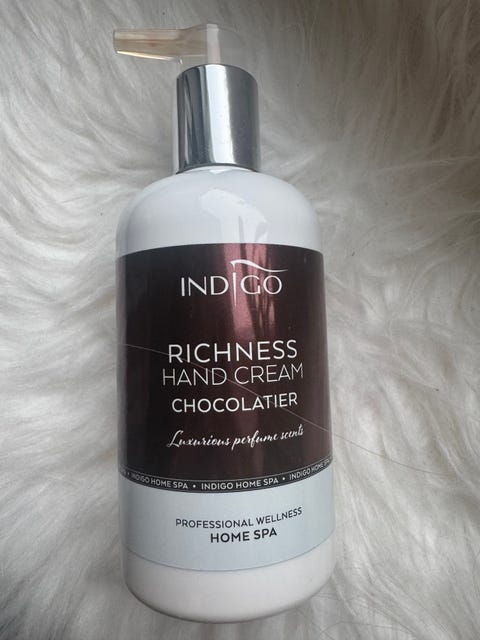 INDIGO
RICHNESS
HAND CREAM
CHOCOLATIER
Luxurious perfume scents
• INDIGO HOME SPA • INDIGO HOME SPA • INDIGO HOME SPA
PROFESSIONAL WELLNESS
HOME SPA